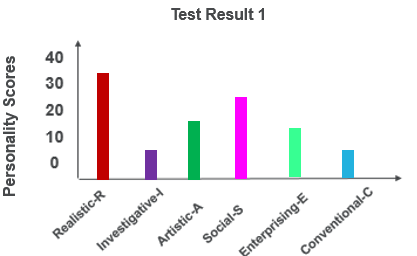 Test Result 1
Personality Scores
40
30
20
10
0
Realistic-R
Investigative-I
Artistic-A
Social-S
Enterprising-E
Conventional-C